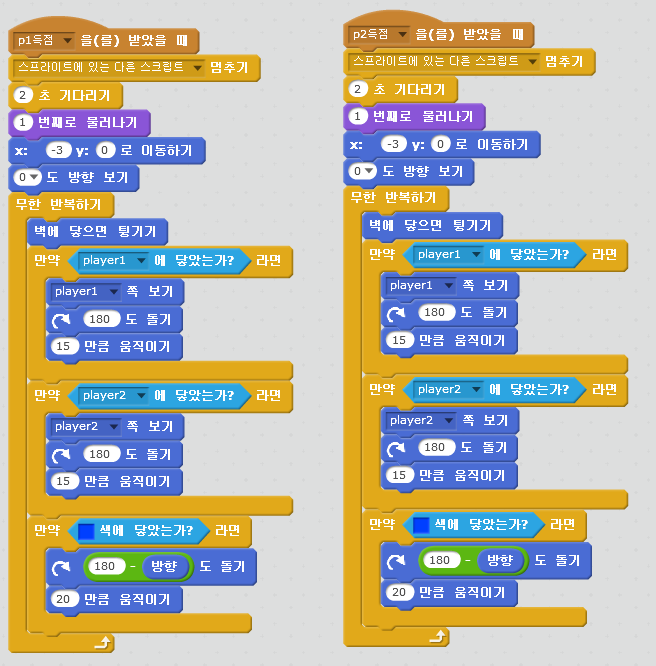 p1득점 을(를) 받았을 때
스프라이트에 있는 다른 스크립트 멈추기
2 초 기다리기
1 번째로 물러나기
x: -3 y: 0 로 이동하기
0 도 방향 보기
무한 반복하기
벽에 닿으면 튕기기
만약 player1 에 닿았는가? 라면
player1 쪽 보기
180 도 돌기
15 만큼 움직이기
만약 player2 에 닿았는가? 라면
player2 쪽 보기
180 도 돌기
15 만큼 움직이기
만약 색에 닿았는가? 라면
180 - 방향 도 돌기
20 만큼 움직이기
p2득점 을(를) 받았을 때
스프라이트에 있는 다른 스크립트 멈추기
2 초 기다리기
1 번째로 물러나기
x: -3 y: 0 로 이동하기
0 도 방향 보기
무한 반복하기
벽에 닿으면 튕기기
만약 player1 에 닿았는가? 라면
player1 쪽 보기
180 도 돌기
15 만큼 움직이기
만약 player2 에 닿았는가? 라면
player2 쪽 보기
180 도 돌기
15 만큼 움직이기
만약 색에 닿았는가? 라면
180 - 방향 도 돌기
20 만큼 움직이기